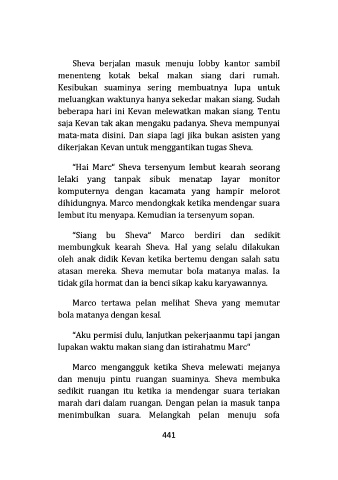 Sheva berjalan masuk menuju lobby kantor sambil
menenteng kotak bekal makan siang dari rumah.
Kesibukan suaminya sering membuatnya lupa untuk
meluangkan waktunya hanya sekedar makan siang. Sudah
beberapa hari ini Kevan melewatkan makan siang. Tentu
saja Kevan tak akan mengaku padanya. Sheva mempunyai
mata-mata disini. Dan siapa lagi jika bukan asisten yang
dikerjakan Kevan untuk menggantikan tugas Sheva.
"Hai Marc" Sheva tersenyum lembut kearah seorang
lelaki yang tanpak sibuk menatap layar monitor
komputernya dengan kacamata yang hampir melorot
dihidungnya. Marco mendongkak ketika mendengar suara
lembut itu menyapa. Kemudian ia tersenyum sopan.
"Siang bu Sheva" Marco berdiri dan sedikit
membungkuk kearah Sheva. Hal yang selalu dilakukan
oleh anak didik Kevan ketika bertemu dengan salah satu
atasan mereka. Sheva memutar bola matanya malas. Ia
tidak gila hormat dan ia benci sikap kaku karyawannya.
Marco tertawa pelan melihat Sheva yang memutar
bola matanya dengan kesal.
"Aku permisi dulu, lanjutkan pekerjaanmu tapi jangan
lupakan waktu makan siang dan istirahatmu Marc"
Marco mengangguk ketika Sheva melewati mejanya
dan menuju pintu ruangan suaminya. Sheva membuka
sedikit ruangan itu ketika ia mendengar suara teriakan
marah dari dalam ruangan. Dengan pelan ia masuk tanpa
menimbulkan suara. Melangkah pelan menuju sofa
441